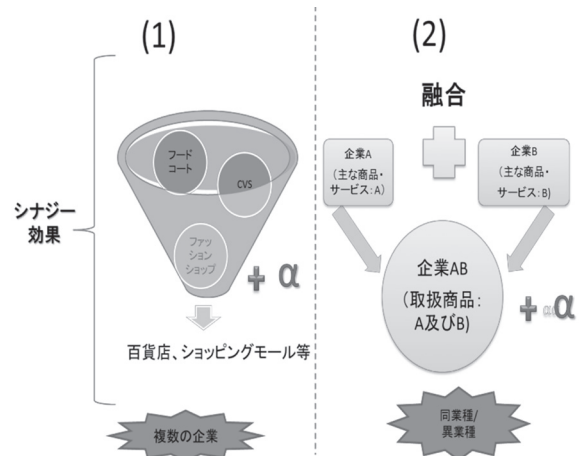 (1)
シナジー
効果
フード
コート
CVS
ファッ
ション
ショップ
+ α
百貨店、ショッピングモール等
複数の企業
(2)
融合
企業A
(主な商品・
サービス:A)
企業B
(主な商品・
サービス:B)
企業AB
(取扱商品:
A及びB)
+ α
同業種/
異業種